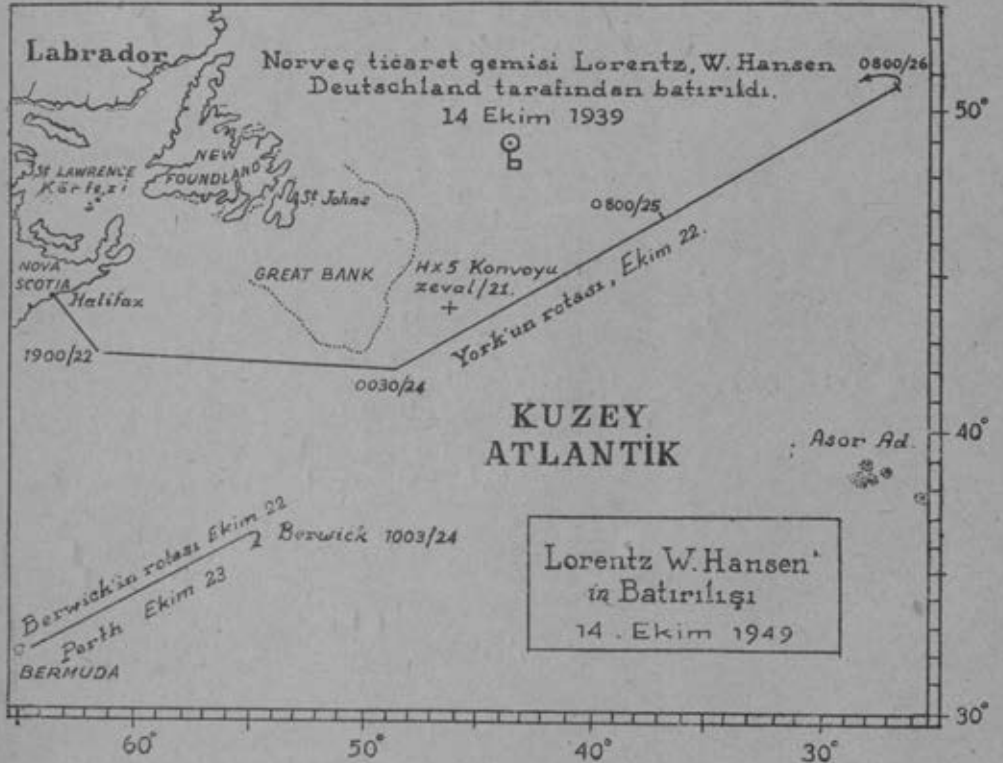 Labrador
Norveç ticaret gemisi Lorentz, W. Hansen
Deutschland tarafından batırıldı.
14 Ekim 1939
0800/26
50°
NEW
FOUNDLAND
St LAWRENCE
Körfezi
St Johns
0800/25
NOVA
SCOTIA
Halifax
GREAT BANK
Hx5 Konvoyu
zeval/21.
York'un rotası, Ekim 22.
1900/22
0030/24
KUZEY
ATLANTİK
40°
Asor Ad.
Berwick'in rotası Ekim 22
Berwick 1003/24
Perth Ekim 23
BERMUDA
Lorentz W. Hansen'
in Batırılışı
14. Ekim 1949
30°
60°
50°
40°
30°